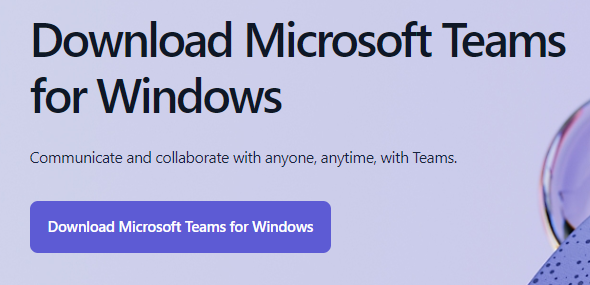 Download Microsoft Teams
for Windows
Communicate and collaborate with anyone, anytime, with Teams.
Download Microsoft Teams for Windows